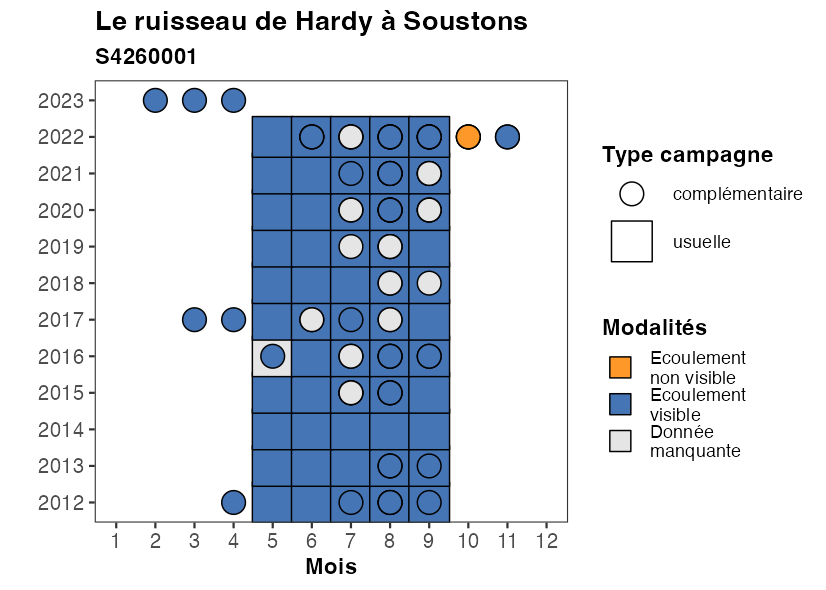 Le ruisseau de Hardy à Soustons
S4260001
2023
2022
2021
2020
2019
2018
2017
2016
2015
2014
2013
2012
1 2 3 4 5 6 7 8 9 10 11 12
Mois
Type campagne
complémentaire
usuelle
Modalités
Ecoulement
non visible
Ecoulement
visible
Donnée
manquante